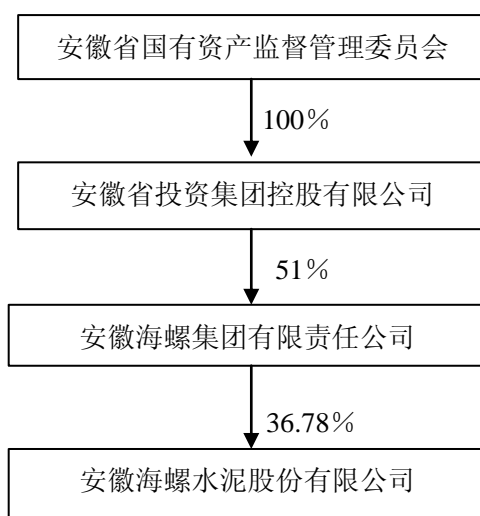 安徽省国有资产监督管理委员会
100％
安徽省投资集团控股有限公司
51％
安徽海螺集团有限责任公司
36.78％
安徽海螺水泥股份有限公司